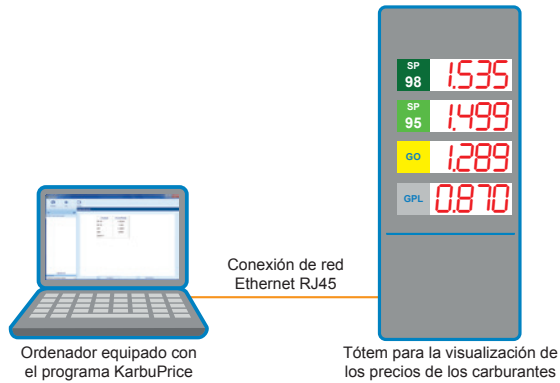 SP
98 1.535
SP
95 1.499
GO 1.289
GPL 0.870
Conexión de red
Ethernet RJ45
Ordenador equipado con
el programa KarbuPrice
Tótem para la visualización de
los precios de los carburantes